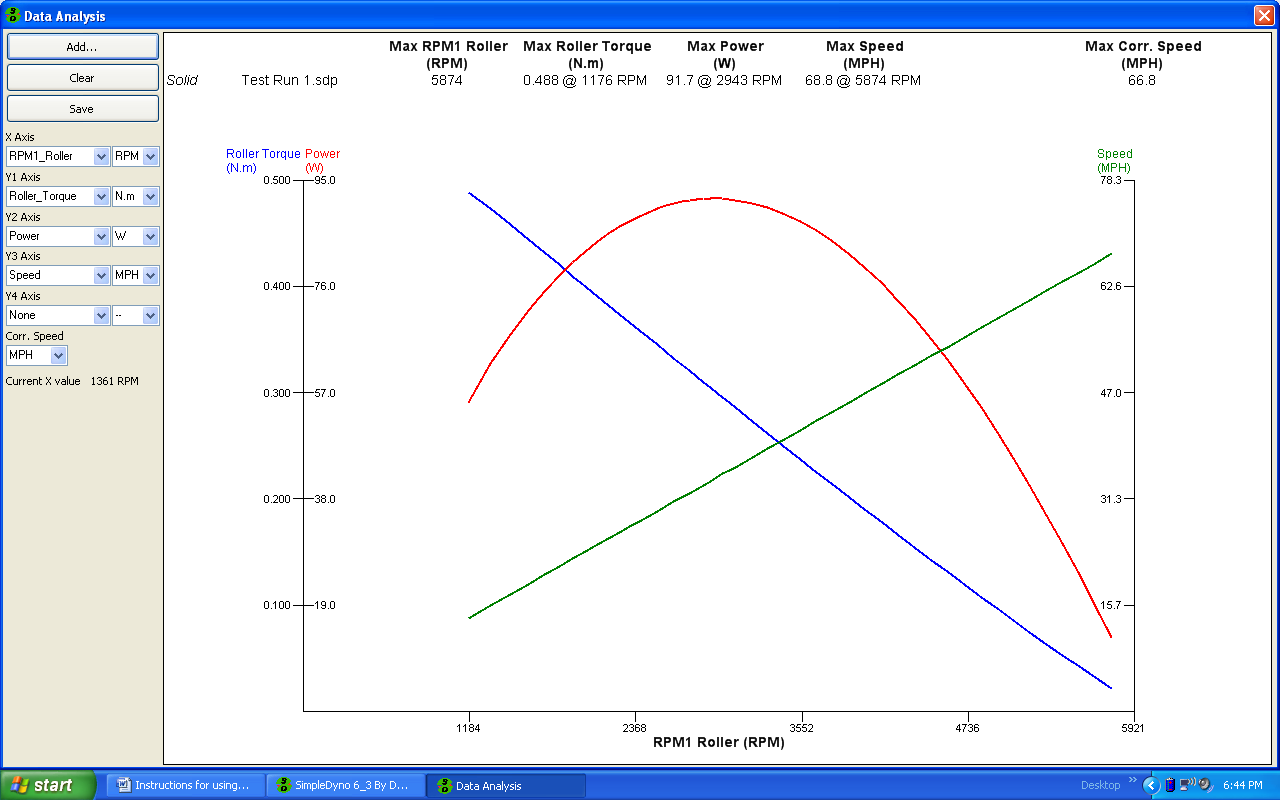 Data Analysis
Add...
Clear
Save
X Axis
RPM1_Roller RPM
Y1 Axis
Roller_Torque N.m
Y2 Axis
Power W
Y3 Axis
Speed MPH
Y4 Axis
None --
Corr. Speed
MPH
Current X value 1361 RPM
Max RPM1 Roller Max Roller Torque Max Power Max Speed Max Corr. Speed
(RPM) (N.m) (W) (MPH) (MPH)
Solid Test Run 1.sdp 5874 0.488 @ 1176 RPM 91.7 @ 2943 RPM 68.8 @ 5874 RPM 66.8
Roller Torque Power Speed
(N.m) (W) (MPH)
0.500 95.0 78.3
0.400 76.0 62.6
0.300 57.0 47.0
0.200 38.0 31.3
0.100 19.0 15.7
1184 2368 3552 4736 5921
RPM1 Roller (RPM)
start Instructions for using... SimpleDyno 6_3 By D... Data Analysis Desktop 6:44 PM